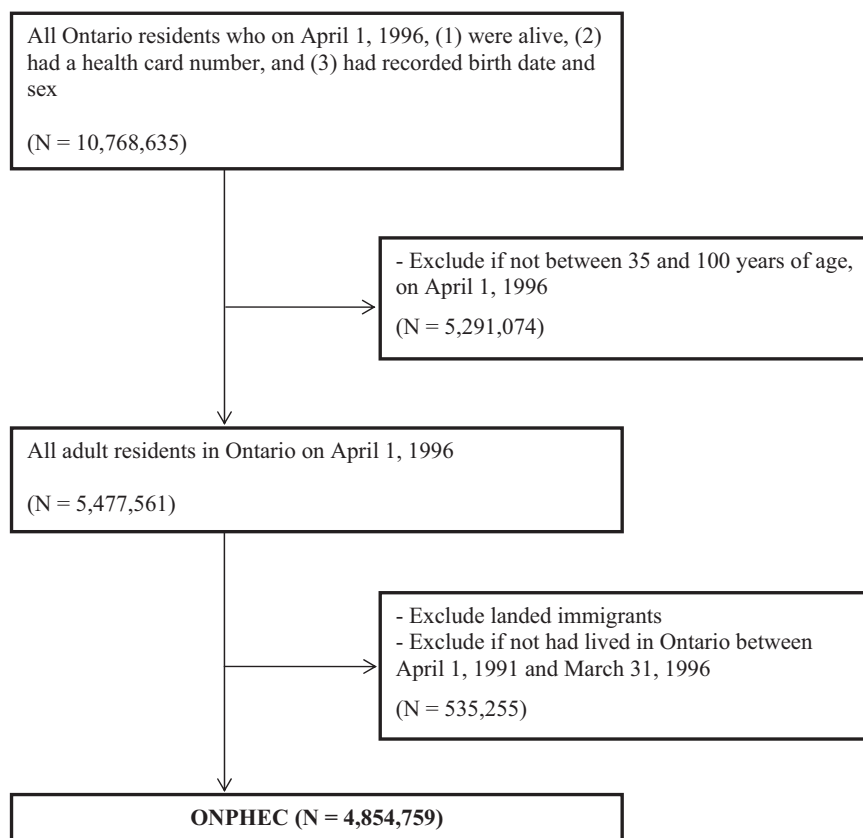 All Ontario residents who on April 1, 1996, (1) were alive, (2)
had a health card number, and (3) had recorded birth date and
sex
(N = 10,768,635)
- Exclude if not between 35 and 100 years of age,
on April 1, 1996
(N = 5,291,074)
All adult residents in Ontario on April 1, 1996
(N = 5,477,561)
- Exclude landed immigrants
- Exclude if not had lived in Ontario between
April 1, 1991 and March 31, 1996
(N = 535,255)
ONPHEC (N = 4,854,759)